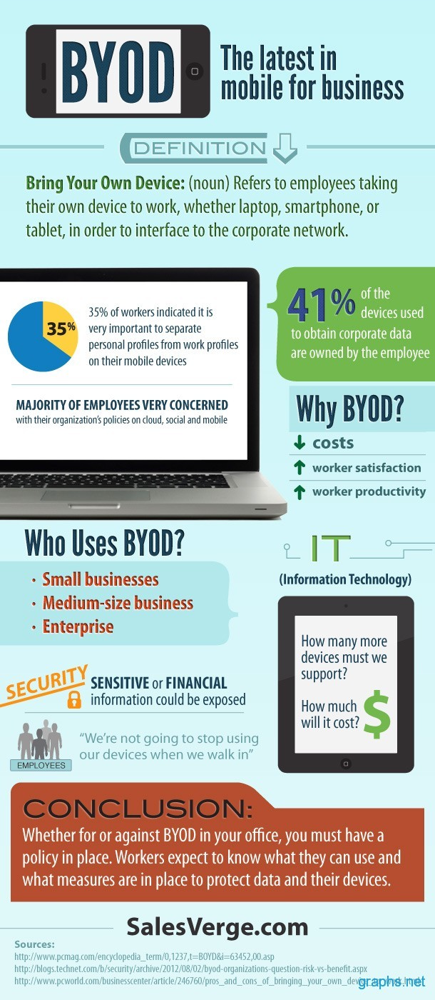 BYOD
The latest in
mobile for business
DEFINITION
Bring Your Own Device: (noun) Refers to employees taking
their own device to work, whether laptop, smartphone, or
tablet, in order to interface to the corporate network.
35%
35% of workers indicated it is
very important to separate
personal profiles from work profiles
on their mobile devices
MAJORITY OF EMPLOYEES VERY CONCERNED
with their organization's policies on cloud, social and mobile
41% of the
devices used
to obtain corporate data
are owned by the employee
Why BYOD?
costs
worker satisfaction
worker productivity
Who Uses BYOD?
• Small businesses
• Medium-size business
• Enterprise
IT
(Information Technology)
How many more
devices must we
support?
How much
will it cost?
$
SECURITY
SENSITIVE or FINANCIAL
information could be exposed
EMPLOYEES
“We're not going to stop using
our devices when we walk in”
CONCLUSION:
Whether for or against BYOD in your office, you must have a
policy in place. Workers expect to know what they can use and
what measures are in place to protect data and their devices.
SalesVerge.com
Sources:
http://www.pcmag.com/encyclopedia_term/0,1237,t=BOYD&i=63452,00.asp
http://blogs.technet.com/b/security/archive/2012/08/02/byod-organizations-question-risk-vs-benefit.aspx
http://www.pcworld.com/businesscenter/article/246760/pros_and_cons_of_bringing_your_own_device
graphs.net